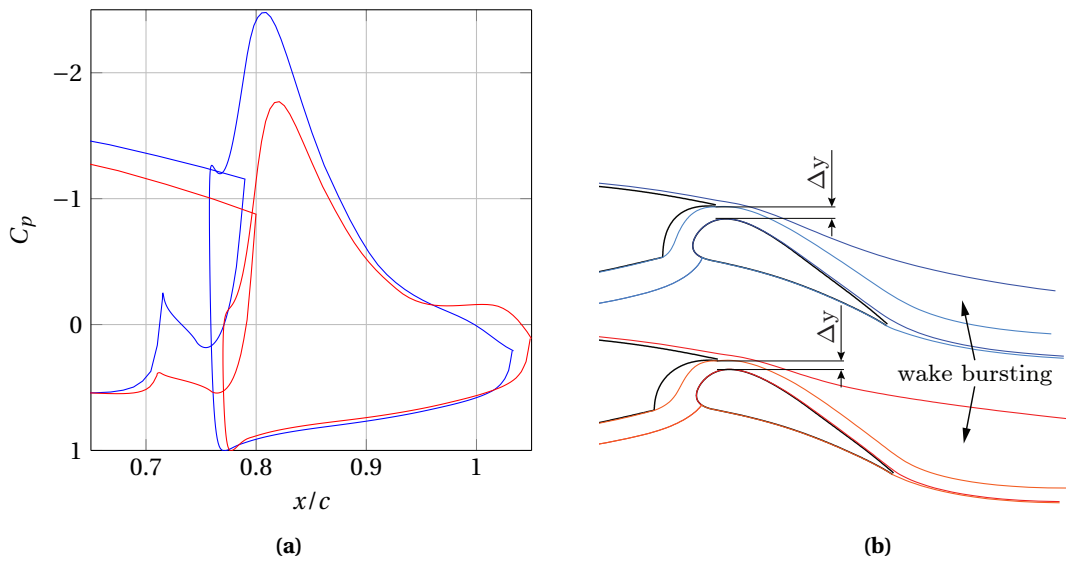 −2
−1
0
1
C_p
0.7 0.8 0.9 1
x/c
(a)
Δy
Δy
wake bursting
(b)